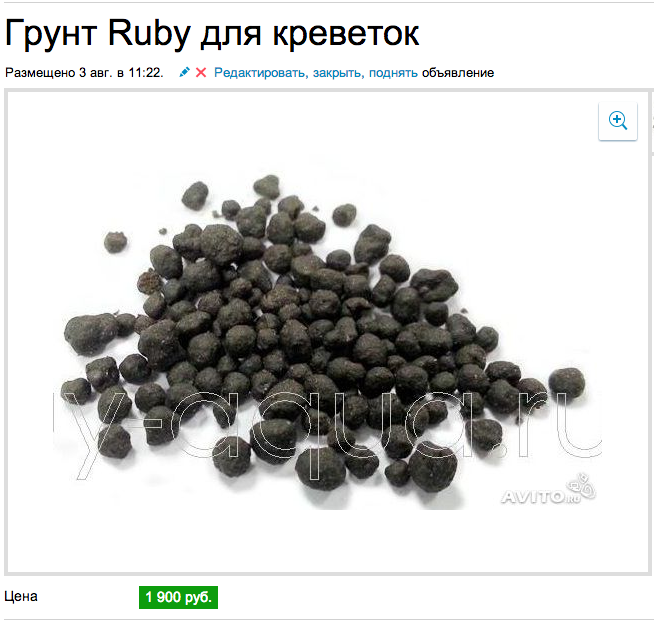 Грунт Ruby для креветок
Размещено 3 авг. в 11:22. Редактировать, закрыть, поднять объявление
y-aqua.ru
AVITO.RU
Цена 1 900 руб.